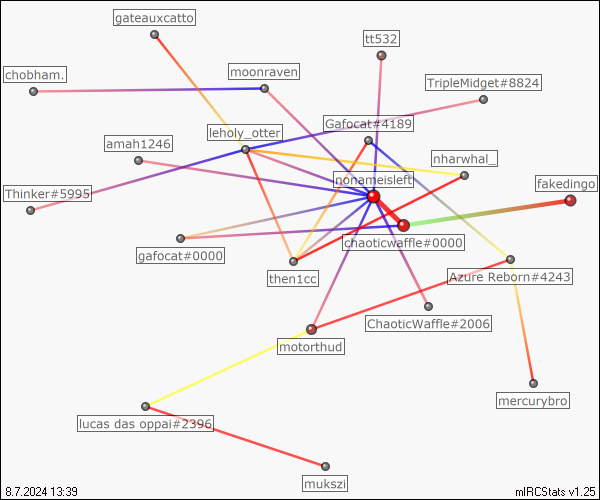 gateauxcatto
tt532
chobham.
moonraven
TripleMidget#8824
Gafocat#4189
leholy_otter
amah1246
nharwhal_
nonameisleft
fakedingo
Thinker#5995
chaoticwaffle#0000
gafocat#0000
then1cc
Azure Reborn#4243
ChaoticWaffle#2006
motorthud
mercurybro
lucas das oppai#2396
mukszi
8.7.2024 13:39
mIRCStats v1.25